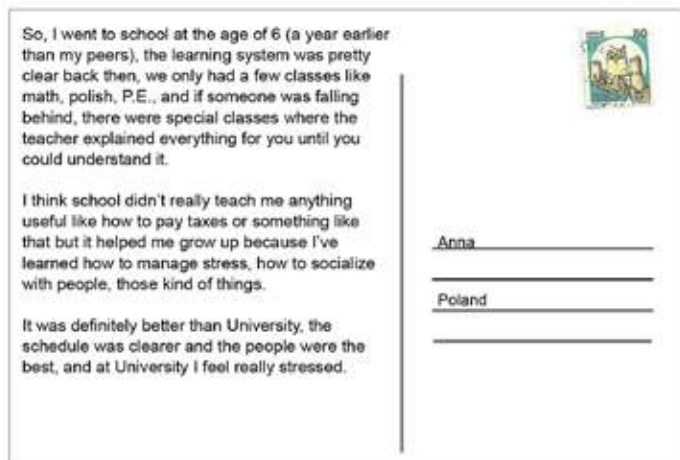 So, I went to school at the age of 6 (a year earlier
than my peers), the learning system was pretty
clear back then, we only had a few classes like
math, polish, P.E., and if someone was falling
behind, there were special classes where the
teacher explained everything for you until you
could understand it.
I think school didn't really teach me anything
useful like how to pay taxes or something like
that but it helped me grow up because I've
learned how to manage stress, how to socialize
with people, those kind of things.
It was definitely better than University, the
schedule was clearer and the people were the
best, and at University I feel really stressed.
Anna
Poland